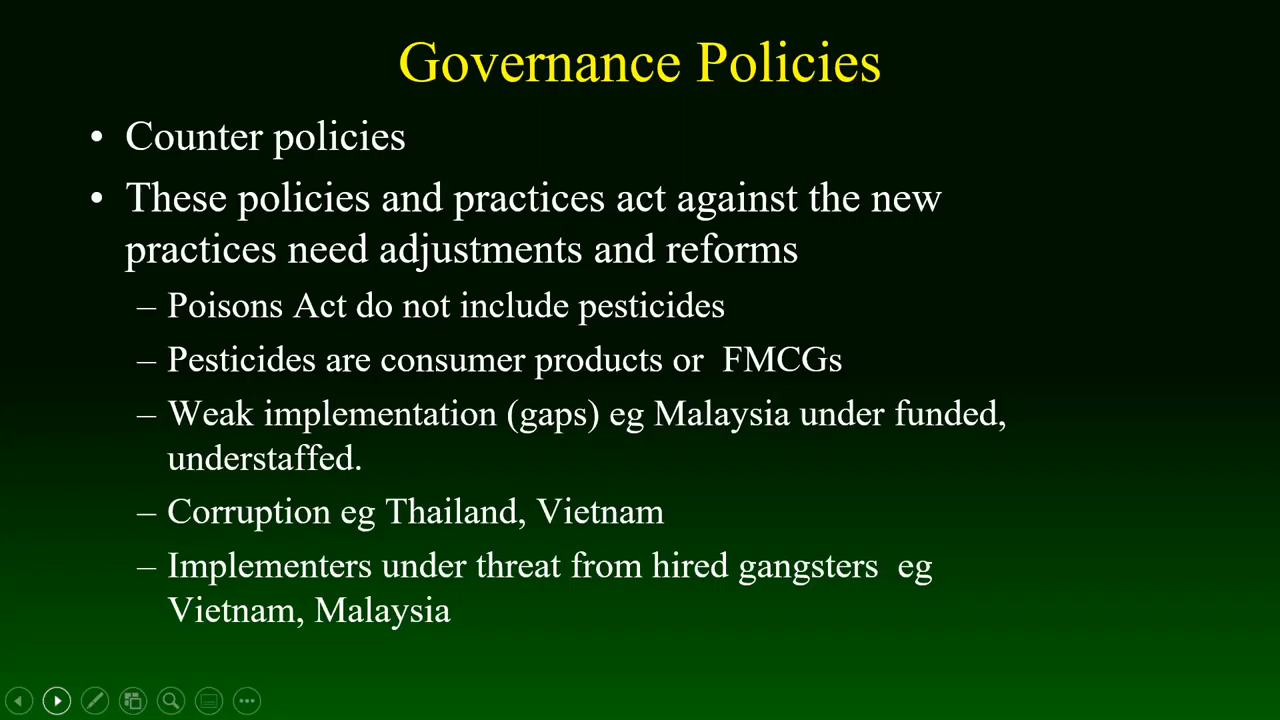 Governance Policies
• Counter policies
• These policies and practices act against the new
practices need adjustments and reforms
– Poisons Act do not include pesticides
– Pesticides are consumer products or FMCGs
– Weak implementation (gaps) eg Malaysia under funded,
understaffed.
– Corruption eg Thailand, Vietnam
– Implementers under threat from hired gangsters eg
Vietnam, Malaysia